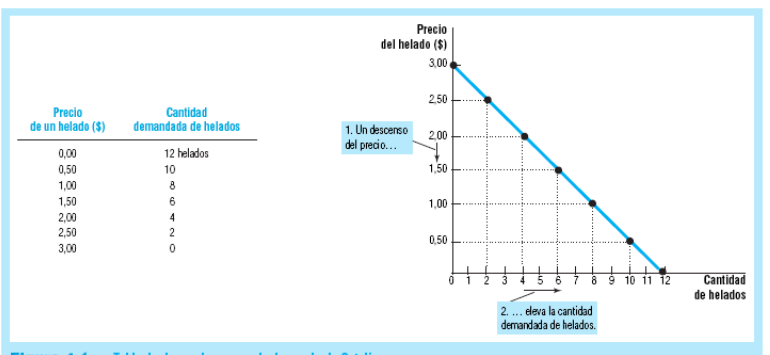 Precio
de un helado ($)
Cantidad
demandada de helados
0,00 12 helados
0,50 10
1,00 8
1,50 6
2,00 4
2,50 2
3,00 0
Precio
del helado ($)
3,00
2,50
2,00
1,50
1,00
0,50
1. Un descenso
del precio...
0 1 2 3 4 5 6 7 8 9 10 11 12
Cantidad
de helados
2. ... eleva la cantidad
demandada de helados.